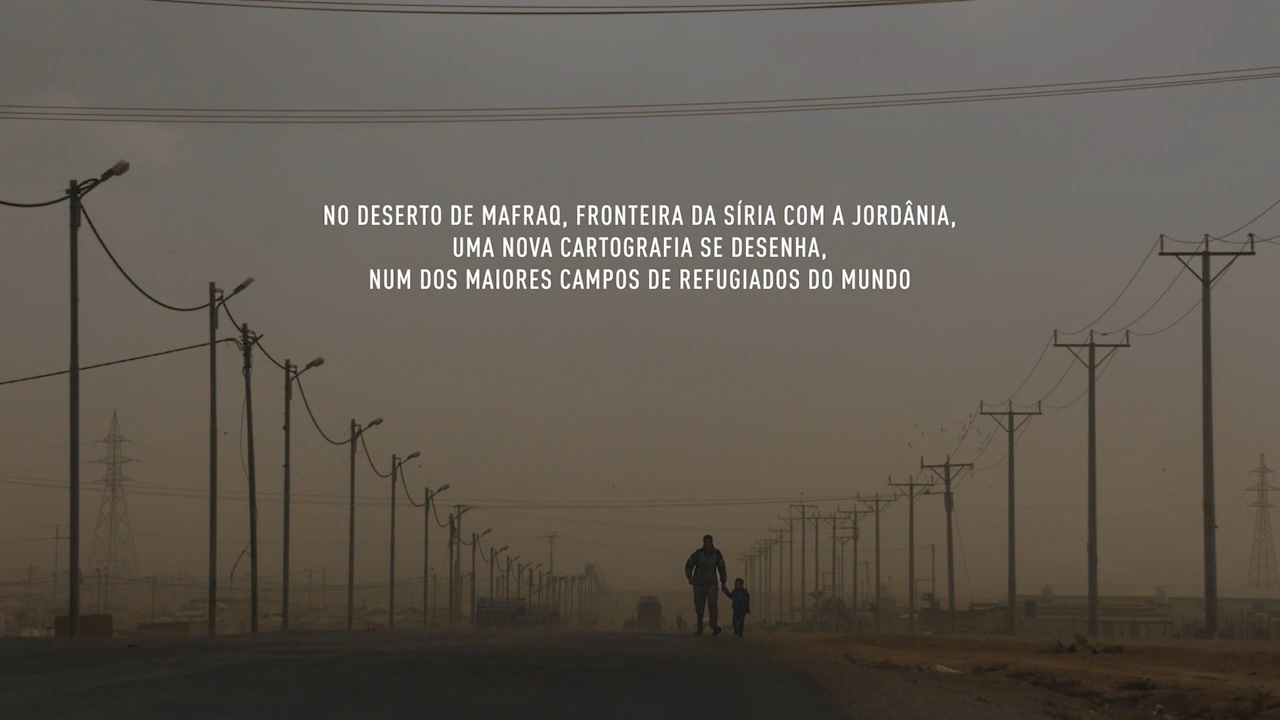 NO DESERTO DE MAFRAQ, FRONTEIRA DA SÍRIA COM A JORDÂNIA,
UMA NOVA CARTOGRAFIA SE DESENHA,
NUM DOS MAIORES CAMPOS DE REFUGIADOS DO MUNDO